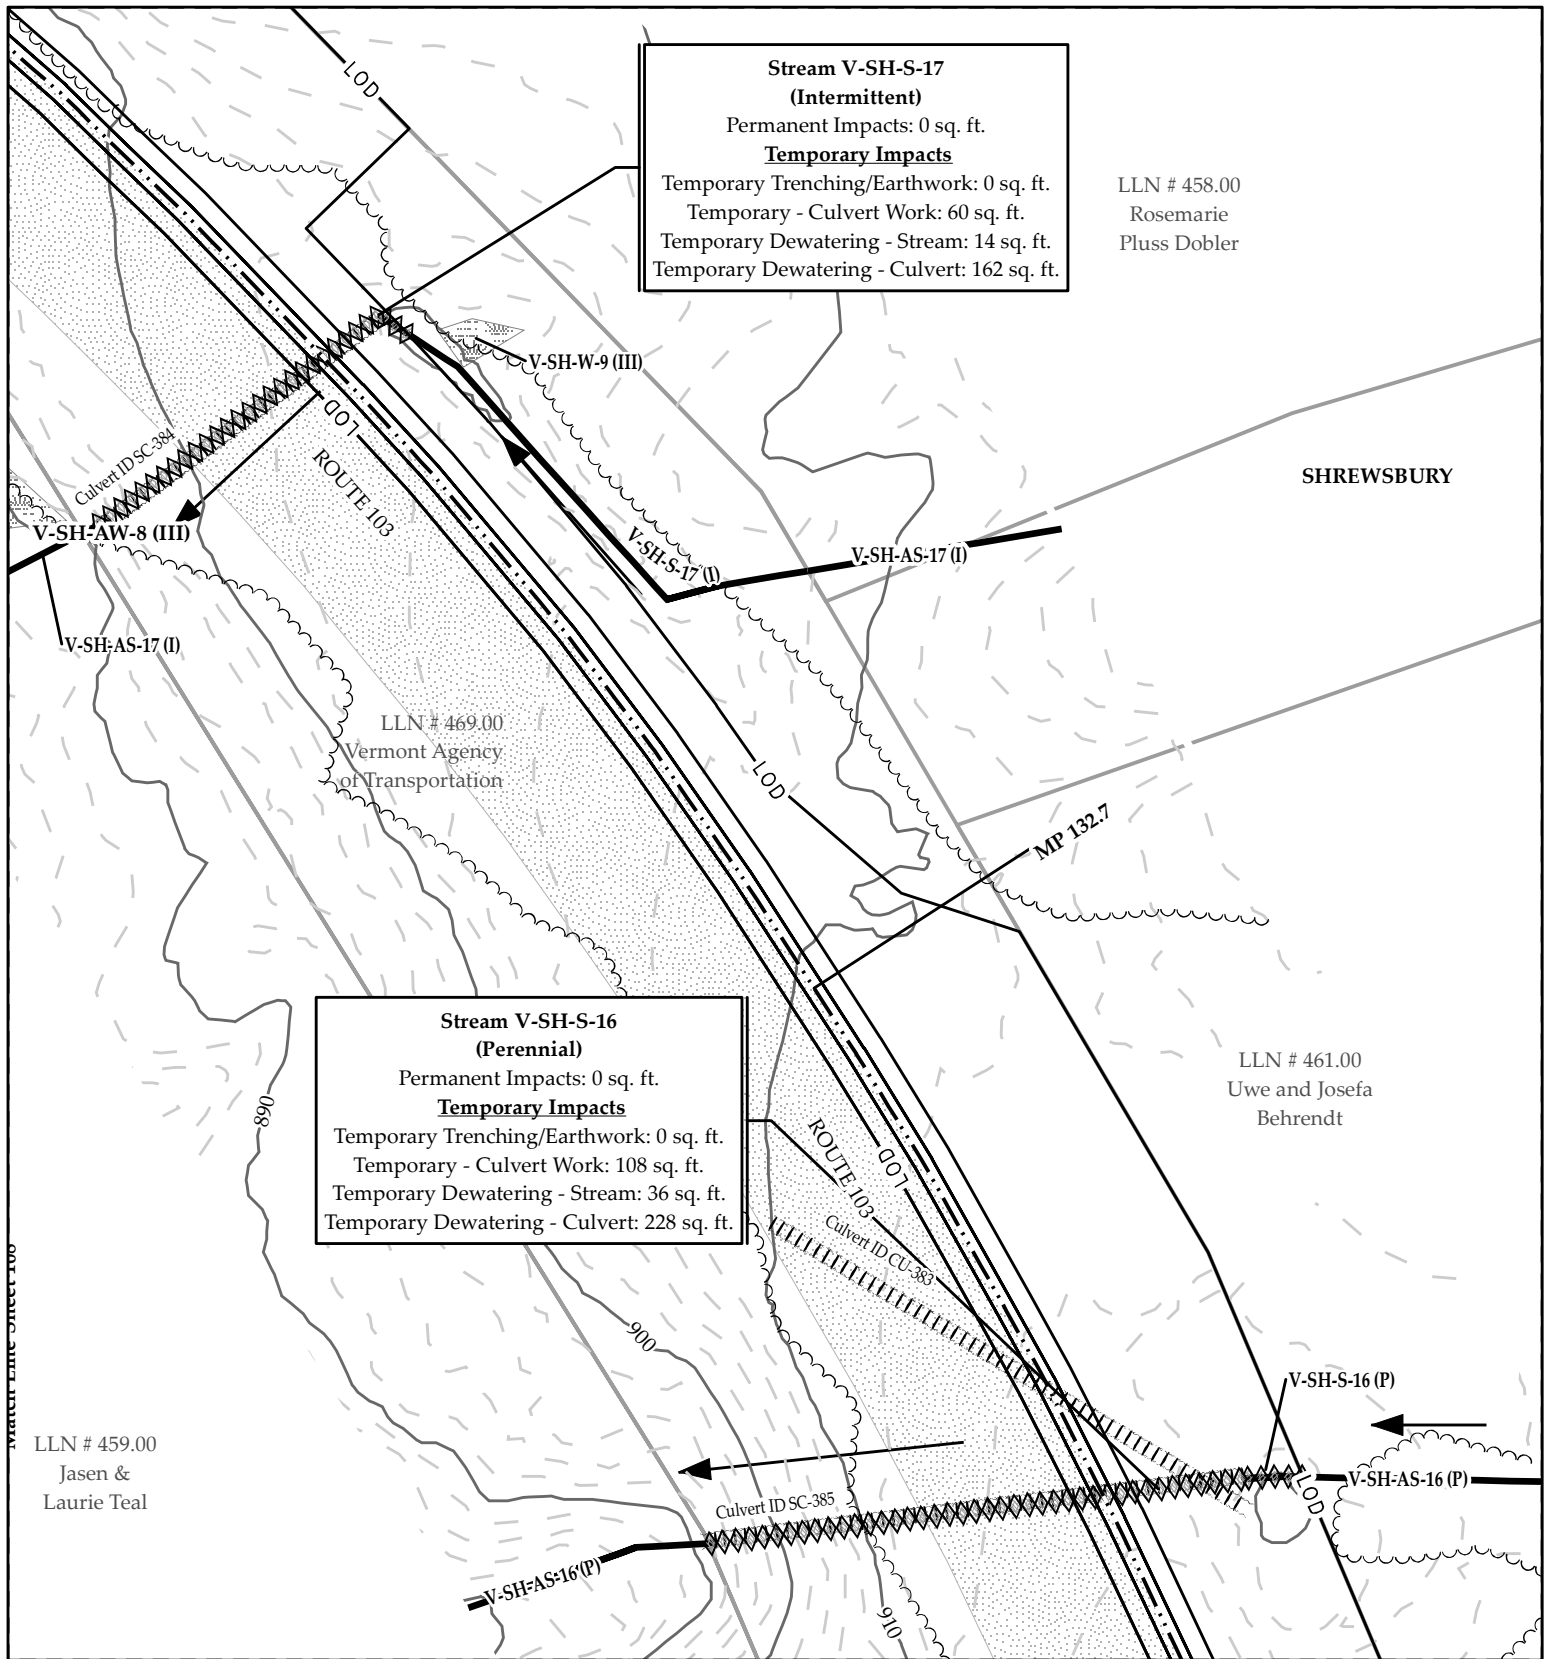 LOD
Stream V-SH-S-17
(Intermittent)
Permanent Impacts: 0 sq. ft.
Temporary Impacts
Temporary Trenching/Earthwork: 0 sq. ft.
Temporary - Culvert Work: 60 sq. ft.
Temporary Dewatering - Stream: 14 sq. ft.
Temporary Dewatering - Culvert: 162 sq. ft.
LLN # 458.00
Rosemarie
Pluss Dobler
V-SH-W-9 (III)
LOD
Culvert ID SC-384
ROUTE 103
SHREWSBURY
V-SH-AW-8 (III)
V-SH-S-17 (I)
V-SH-AS-17 (I)
V-SH-AS-17 (I)
LLN # 469.00
Vermont Agency
of Transportation
LOD
MP 132.7
Stream V-SH-S-16
(Perennial)
Permanent Impacts: 0 sq. ft.
Temporary Impacts
Temporary Trenching/Earthwork: 0 sq. ft.
Temporary - Culvert Work: 108 sq. ft.
Temporary Dewatering - Stream: 36 sq. ft.
Temporary Dewatering - Culvert: 228 sq. ft.
LLN # 461.00
Uwe and Josefa
Behrendt
890
ROUTE 103
LOD
Culvert ID CU-383
900
Match Line Sheet
V-SH-S-16 (P)
LLN # 459.00
Jasen &
Laurie Teal
V-SH-AS-16 (P)
LOD
Culvert ID SC-385
V-SH-AS-16 (P)
910